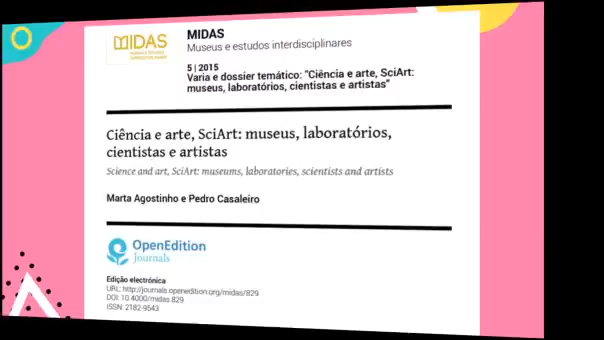 MIDAS
MIDAS
Museus e estudos interdisciplinares
5 | 2015
Varia e dossier temático: "Ciência e arte, SciArt:
museus, laboratórios, cientistas e artistas"
Ciência e arte, SciArt: museus, laboratórios,
cientistas e artistas
Science and art, SciArt: museums, laboratories, scientists and artists
Marta Agostinho e Pedro Casaleiro
OpenEdition
Journals
Edição electrónica
URL: http://journals.openedition.org/midas/829
DOI: 10.4000/midas.829
ISSN: 2182-9543